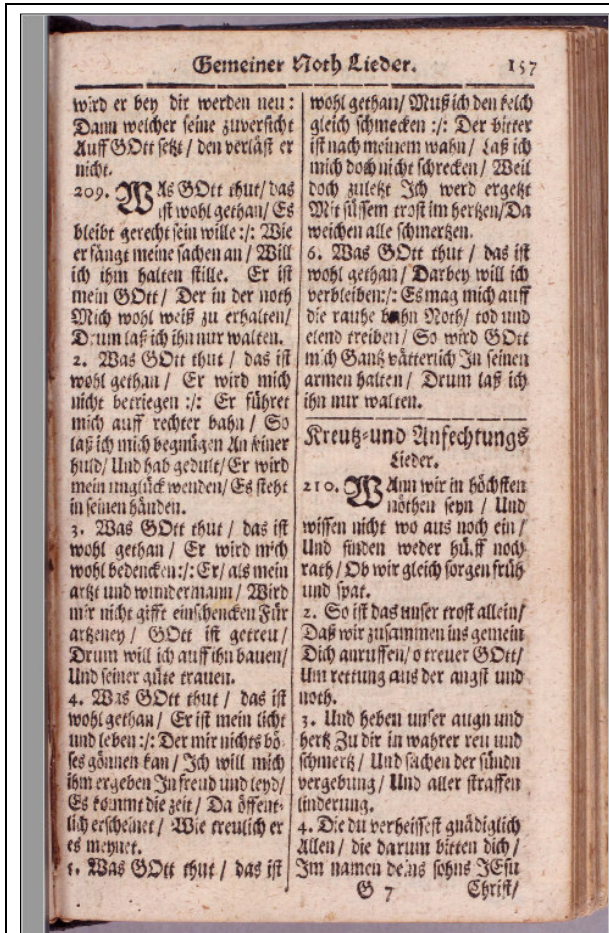 Gemeiner Noth Lieder.
157
wird er bey dir werden neu:
Dann welcher seine zuversicht
Auff GOtt setzt / den verläst er
nicht.
209. WAs GOtt thut/ das
ist wohl gethan/ Es
bleibt gerecht sein wille :/: Wie
er fängt meine sachen an / Will
ich ihm halten stille. Er ist
mein GOtt / Der in der noth
Mich wohl weiß zu erhalten/
Drum laß ich ihn nur walten.
2. Was GOtt thut / das ist
wohl gethan / Er wird mich
nicht betriegen :/: Er führet
mich auff rechter bahn / So
laß ich mich begnügen An seiner
huld/ Und hab gedult/ Er wird
mein unglück wenden/ Es steht
in seinen händen.
3. Was GOtt thut / das ist
wohl gethan / Er wird mich
wohl bedencken:/: Er/ als mein
artzt und wundermann / Wird
mir nicht gifft einschencken Für
artzeney / GOtt ist getreu /
Drum will ich auff ihn bauen/
Und seiner güte trauen.
4. Was GOtt thut / das ist
wohl gethan / Er ist mein licht
und leben :/: Der mir nichts bö-
ses gönnen kan / Ich will mich
ihm ergeben In freud und leyd/
Es kommt die zeit / Da öffent-
lich erscheinet / Wie treulich er
es meynet.
5. Was GOtt thut / das ist
wohl gethan/ Muß ich den kelch
gleich schmecken :/: Der bitter
ist nach meinem wahn / Laß ich
mich doch nicht schrecken / Weil
doch zuletzt Ich werd ergetzt
Mit süssem trost im hertzen/ Da
weichen alle schmertzen.
6. Was GOtt thut / das ist
wohl gethan / Darbey will ich
verbleiben:/: Es mag mich auff
die rauhe bahn Noth/ tod und
elend treiben / So wird GOtt
mich Gantz vätterlich In seinen
armen halten / Drum laß ich
ihn nur walten.
Kreutz-und Anfechtungs
Lieder.
210. WAnn wir in höchsten
nöthen seyn / Und
wissen nicht wo aus noch ein /
Und finden weder hülff noch
rath / Ob wir gleich sorgen früh
und spat.
2. So ist das unser trost allein/
Daß wir zusammen ins gemein
Dich anruffen/ o treuer GOtt/
Um rettung aus der angst und
noth.
3. Und heben unser augn und
hertz Zu dir in wahrer reu und
schmertz / Und suchen der sündn
vergebung / Und aller straffen
linderung.
4. Die du verheissest gnädiglich
Allen / die darum bitten dich /
Im namen deins sohns JEsu
G 7
Christ/